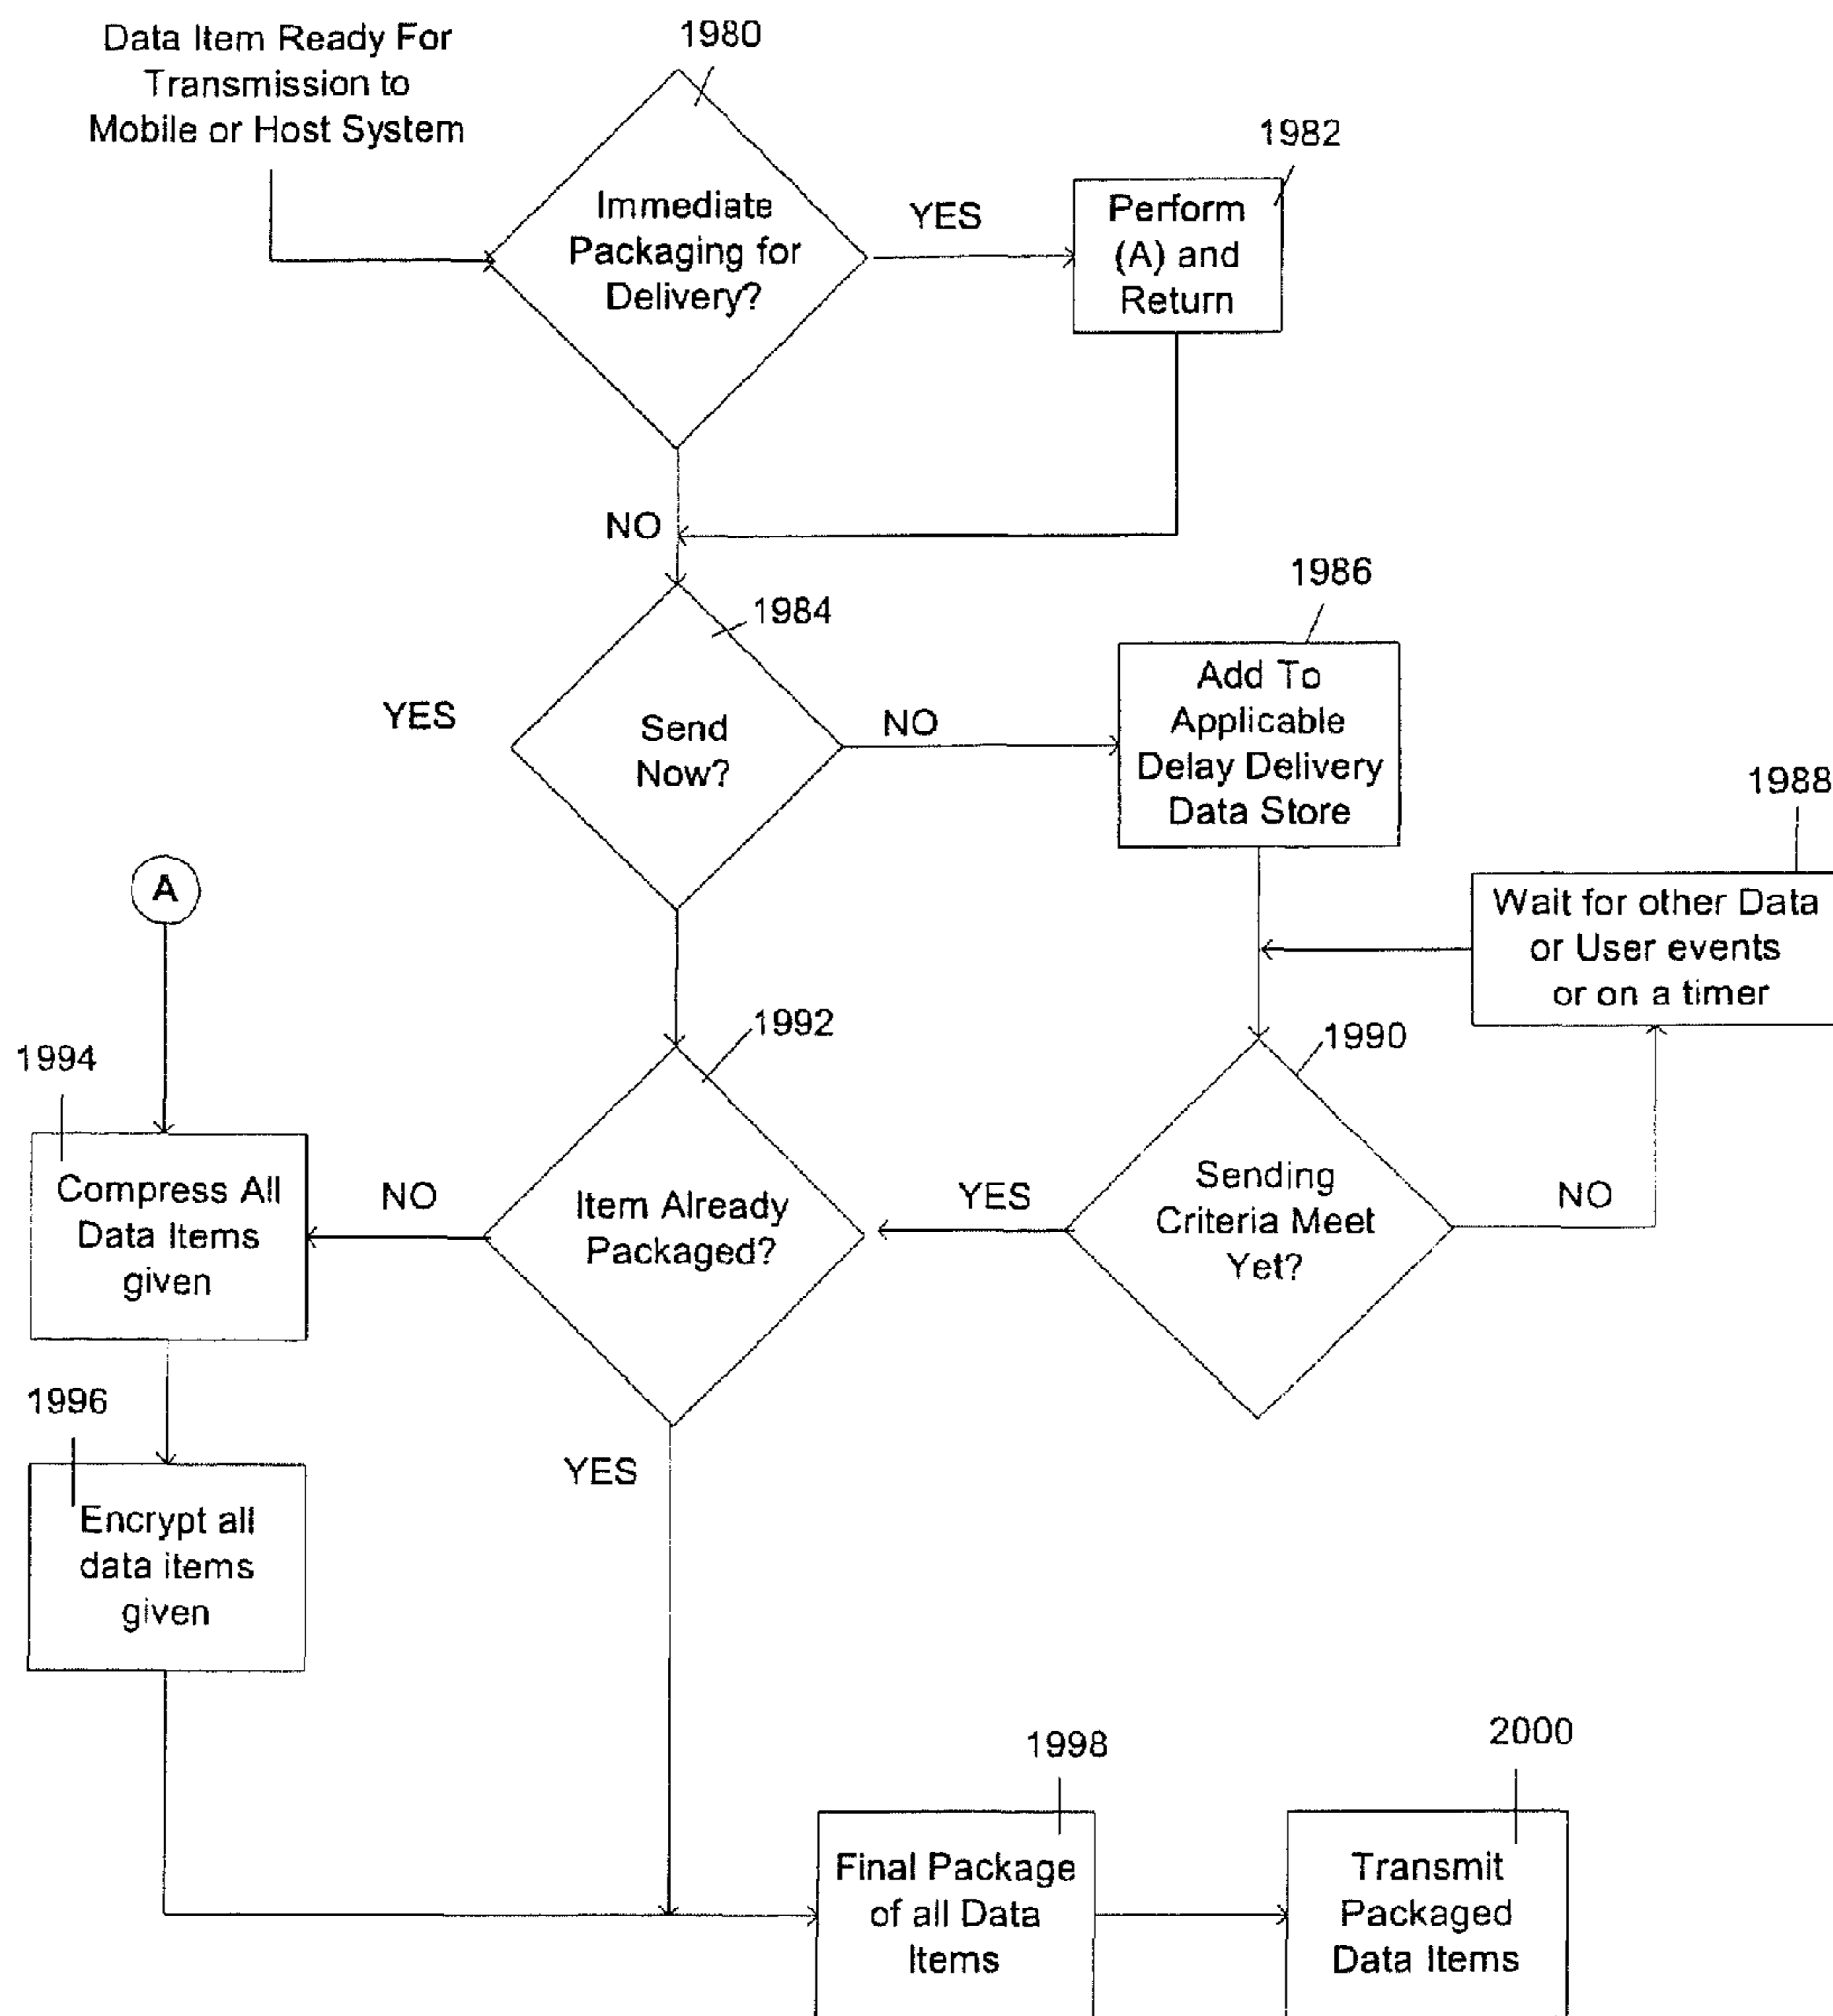 Data Item Ready For
Transmission to
Mobile or Host System
1980
Immediate
Packaging for
Delivery?
YES
1982
Perform
(A) and
Return
NO
1984
Send
Now?
YES
NO
1986
Add To
Applicable
Delay Delivery
Data Store
1988
Wait for other Data
or User events
or on a timer
A
1992
1990
1994
Compress All
Data Items
given
NO
Item Already
Packaged?
YES
Sending
Criteria Meet
Yet?
NO
1996
Encrypt all
data items
given
YES
1998
Final Package
of all Data
Items
2000
Transmit
Packaged
Data Items